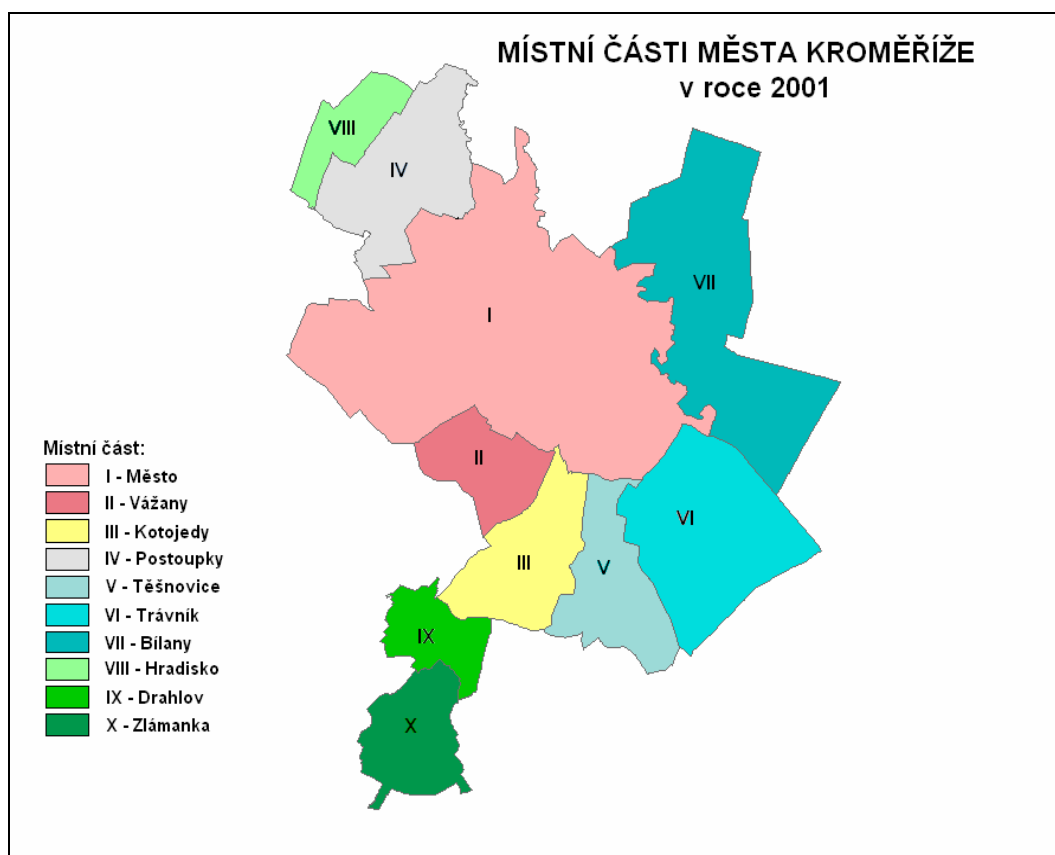 MÍSTNÍ ČÁSTI MĚSTA KROMĚŘÍŽE
v roce 2001
VIII
IV
VII
I
II
VI
III
V
IX
X
Místní část:
I - Město
II - Vážany
III - Kotojedy
IV - Postoupky
V - Těšnovice
VI - Trávník
VII - Bílany
VIII - Hradisko
IX - Drahlov
X - Zlámanka